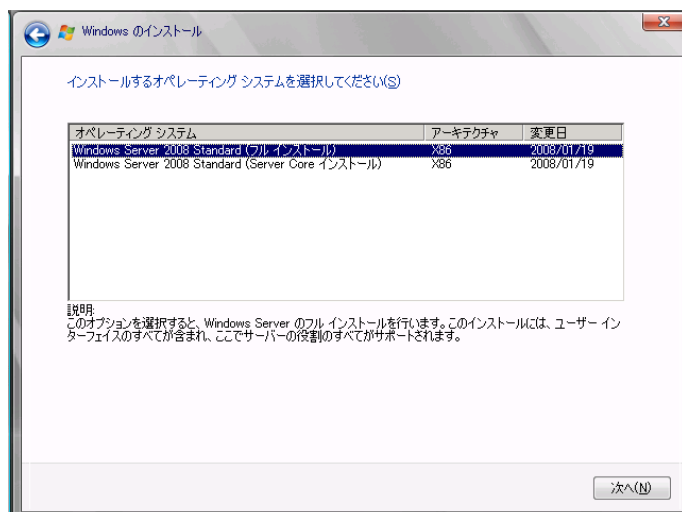 Windows のインストール
インストールするオペレーティング システムを選択してください(S)
オペレーティング システム アーキテクチャ 変更日
Windows Server 2008 Standard (フル インストール) X86 2008/01/19
Windows Server 2008 Standard (Server Core インストール) X86 2008/01/19
説明:
このオプションを選択すると、Windows Server のフル インストールを行います。このインストールには、ユーザー イン
ターフェイスのすべてが含まれ、ここでサーバーの役割のすべてがサポートされます。
次へ(N)